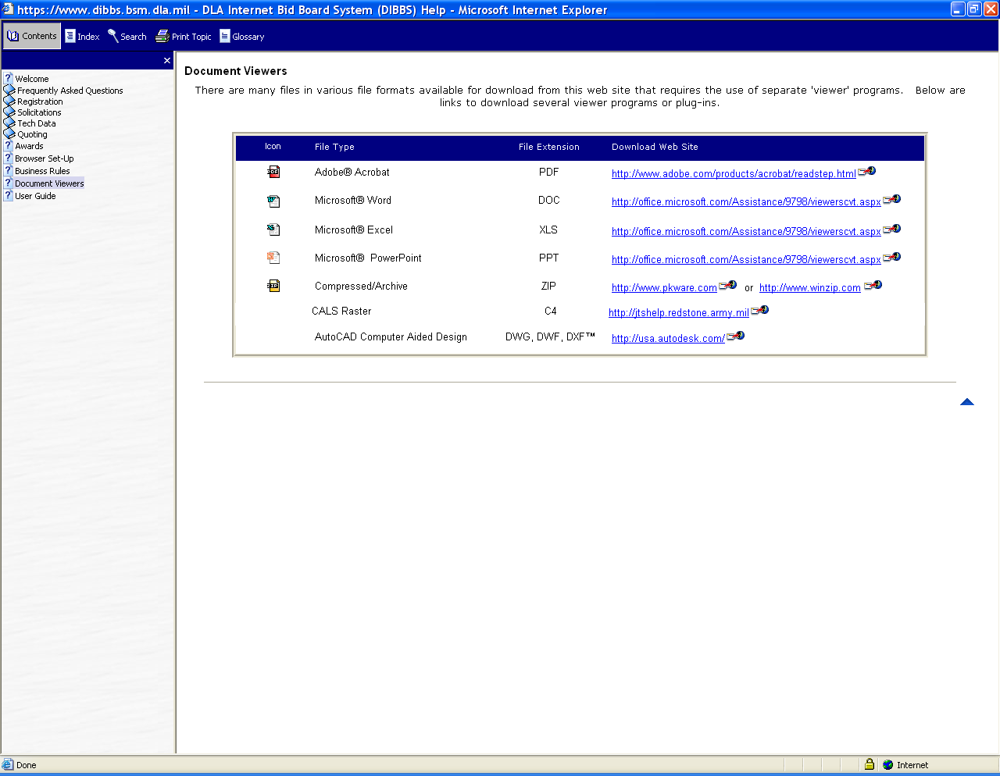 https://www.dibbs.bsm.dla.mil - DLA Internet Bid Board System (DIBBS) Help - Microsoft Internet Explorer
Contents Index Search Print Topic Glossary
Welcome
Frequently Asked Questions
Registration
Solicitations
Tech Data
Quoting
Awards
Browser Set-Up
Business Rules
Document Viewers
User Guide
Document Viewers
There are many files in various file formats available for download from this web site that requires the use of separate 'viewer' programs. Below are
links to download several viewer programs or plug-ins.
Icon File Type File Extension Download Web Site
PDF Adobe® Acrobat PDF http://www.adobe.com/products/acrobat/readstep.html
Microsoft® Word DOC http://office.microsoft.com/Assistance/9798/viewerscvt.aspx
Microsoft® Excel XLS http://office.microsoft.com/Assistance/9798/viewerscvt.aspx
Microsoft® PowerPoint PPT http://office.microsoft.com/Assistance/9798/viewerscvt.aspx
ZIP Compressed/Archive ZIP http://www.pkware.com or http://www.winzip.com
CALS Raster C4 http://jtshelp.redstone.army.mil
AutoCAD Computer Aided Design DWG, DWF, DXF™ http://usa.autodesk.com/
Done Internet